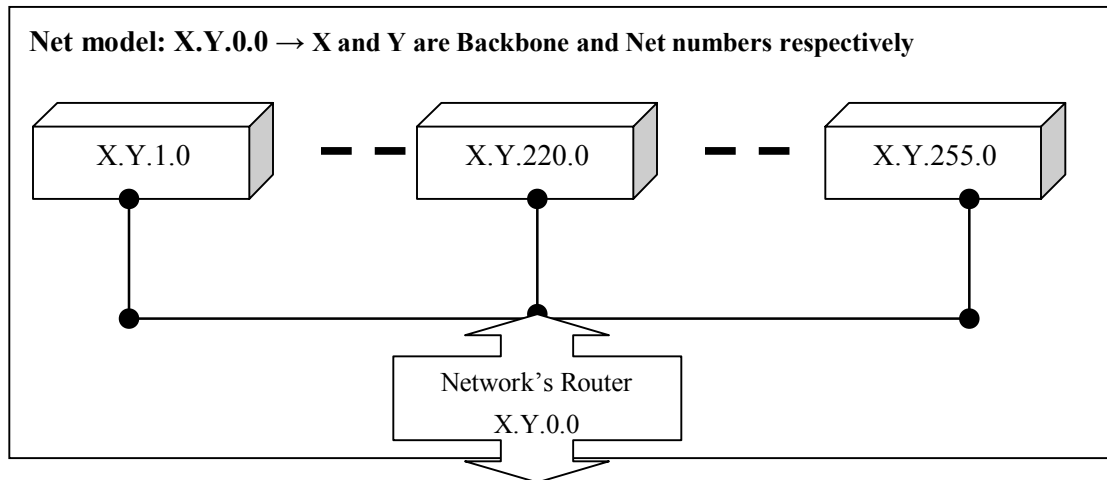 Net model: X.Y.0.0 → X and Y are Backbone and Net numbers respectively
X.Y.1.0
X.Y.220.0
X.Y.255.0
Network’s Router
X.Y.0.0